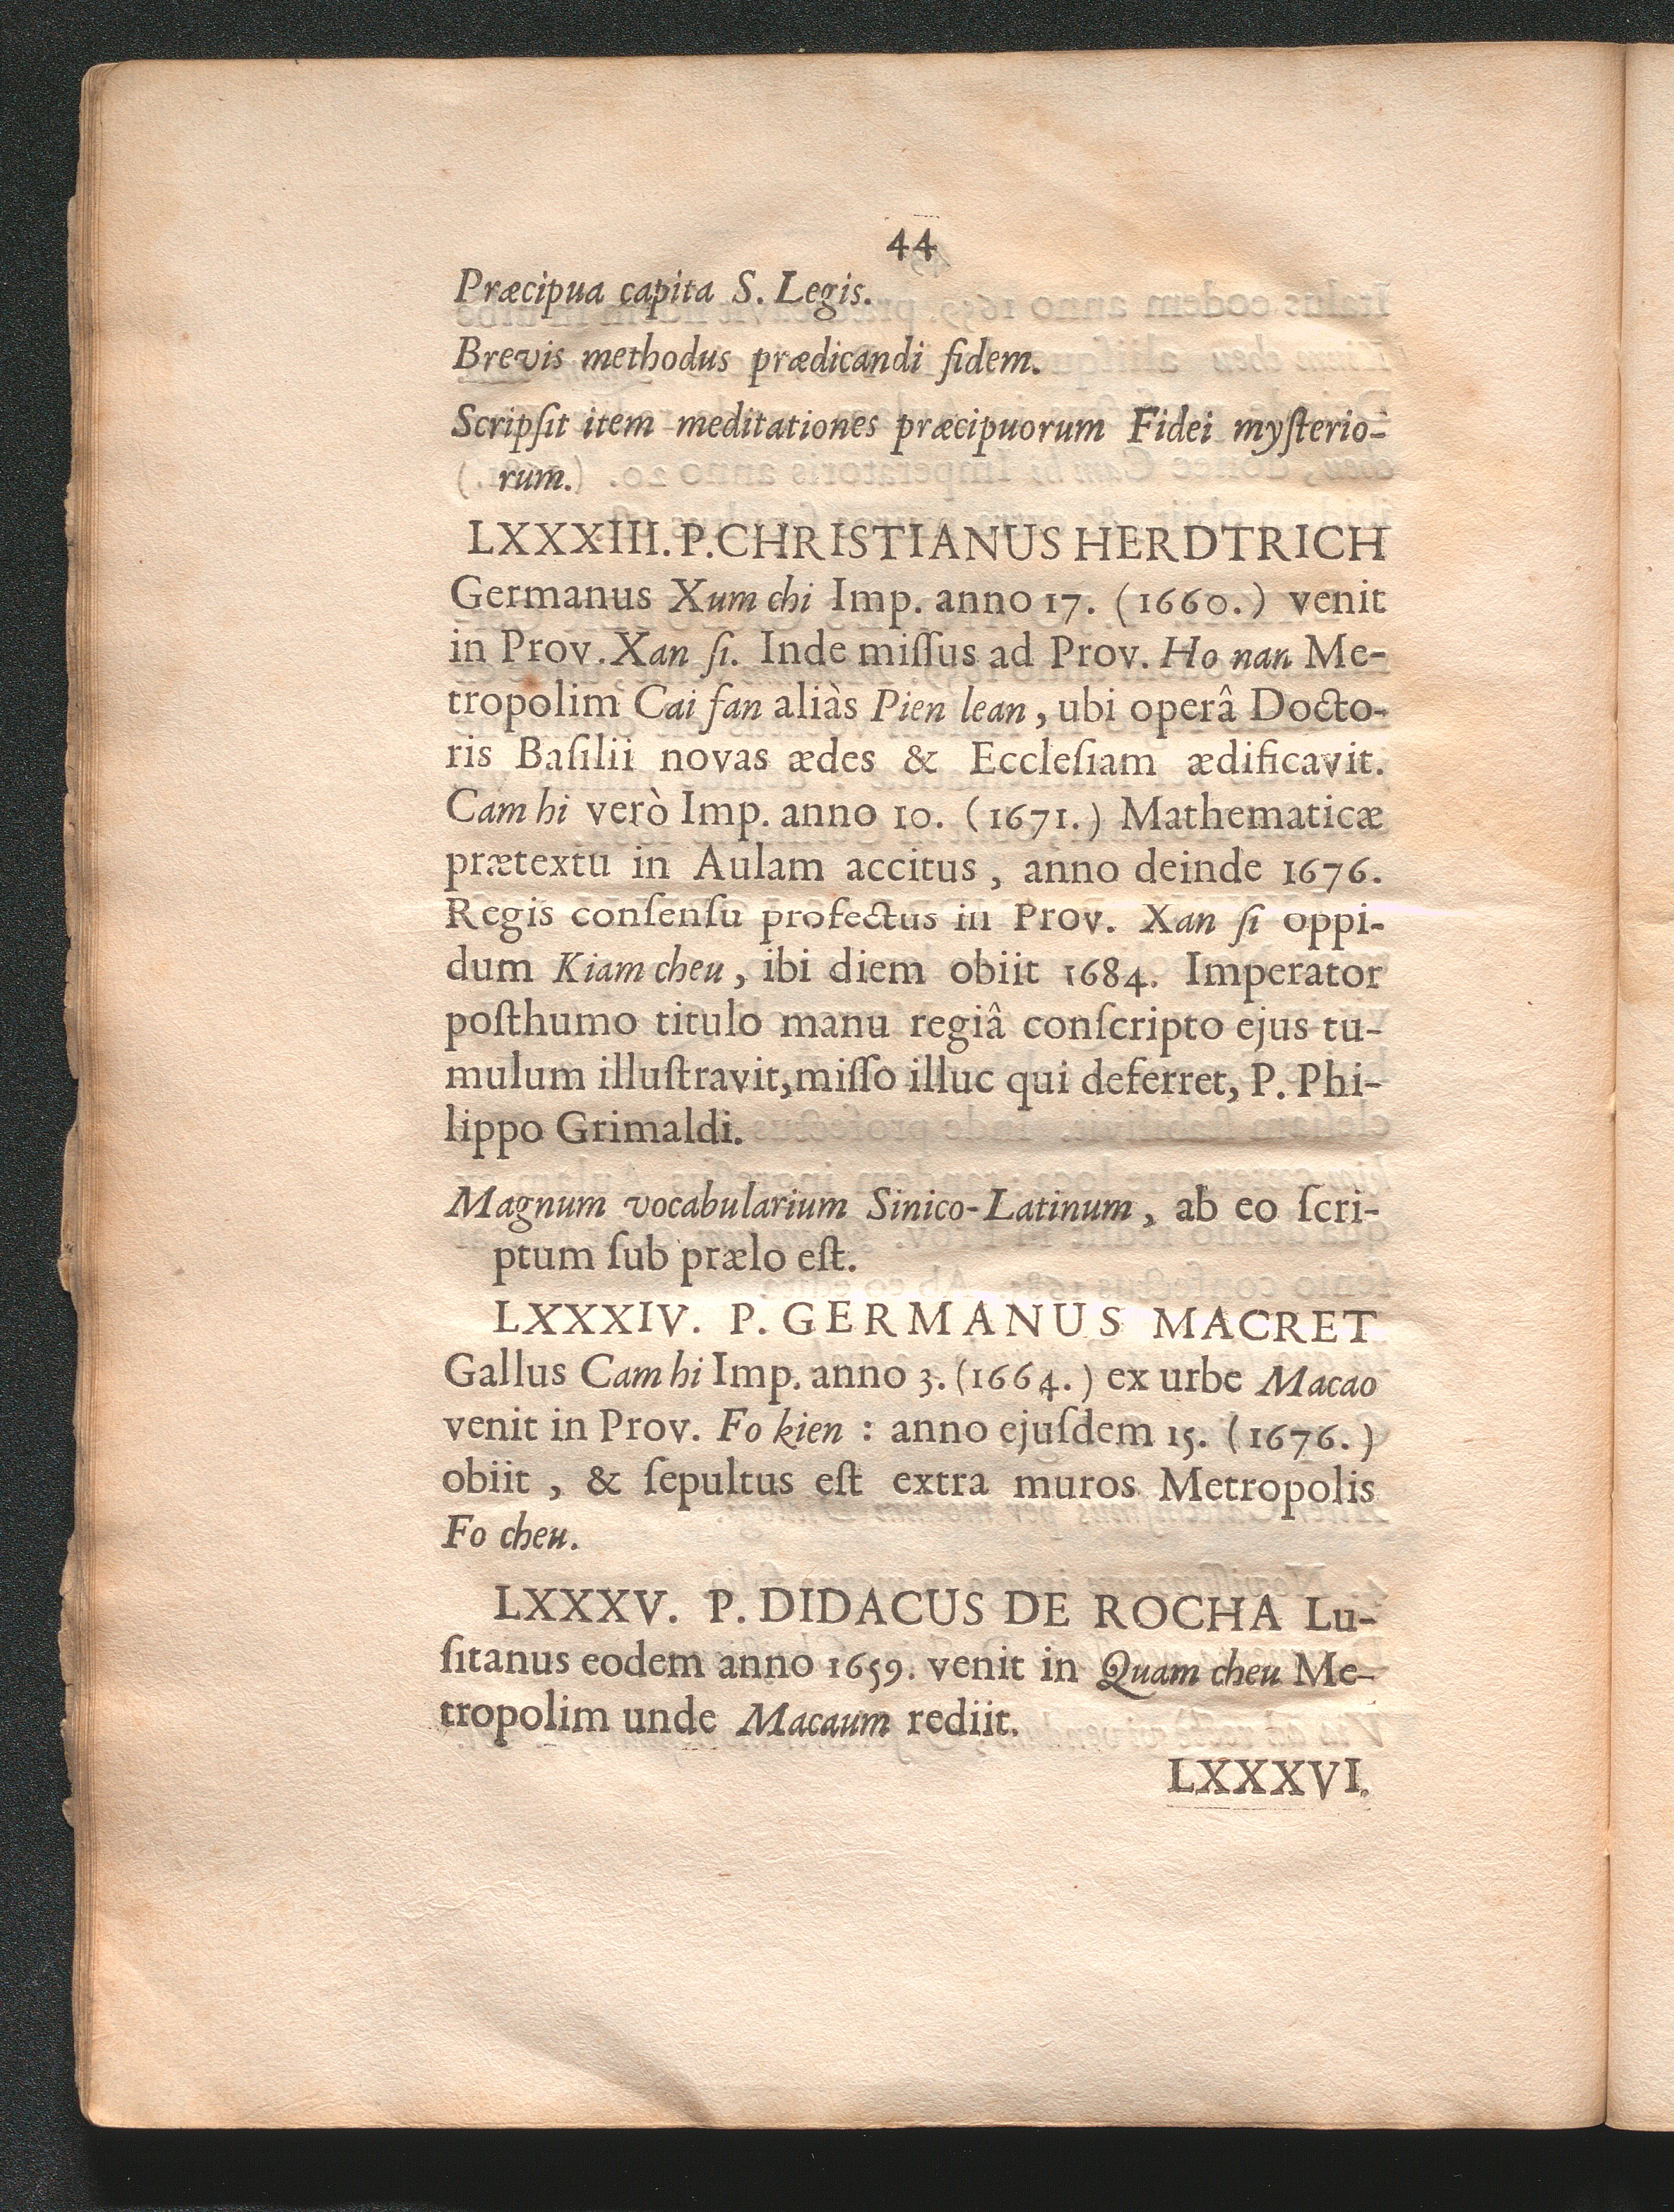 44
Præcipua capita S. Legis.
Brevis methodus prædicandi fidem.
Scripſit item meditationes præcipuorum Fidei myſterio-
rum.
LXXXIII. P. CHRISTIANUS HERDTRICH
Germanus Xum chi Imp. anno 17. (1660.) venit
in Prov. Xan ſi. Inde miſſus ad Prov. Ho nan Me-
tropolim Cai fan aliàs Pien lean, ubi operâ Docto-
ris Baſilii novas ædes & Eccleſiam ædificavit.
Cam hi verò Imp. anno 10. (1671.) Mathematicæ
prætextu in Aulam accitus, anno deinde 1676.
Regis conſenſu profectus in Prov. Xan ſi oppi-
dum Kiam cheu, ibi diem obiit 1684. Imperator
poſthumo titulo manu regiâ conſcripto ejus tu-
mulum illuſtravit, miſſo illuc qui deferret, P. Phi-
lippo Grimaldi.
Magnum vocabularium Sinico-Latinum, ab eo ſcri-
ptum ſub prælo eſt.
LXXXIV. P. GERMANUS MACRET
Gallus Cam hi Imp. anno 3. (1664.) ex urbe Macao
venit in Prov. Fo kien : anno ejuſdem 15. (1676.)
obiit, & ſepultus eſt extra muros Metropolis
Fo cheu.
LXXXV. P. DIDACUS DE ROCHA Lu-
ſitanus eodem anno 1659. venit in Quam cheu Me-
tropolim unde Macaum rediit.
LXXXVI.